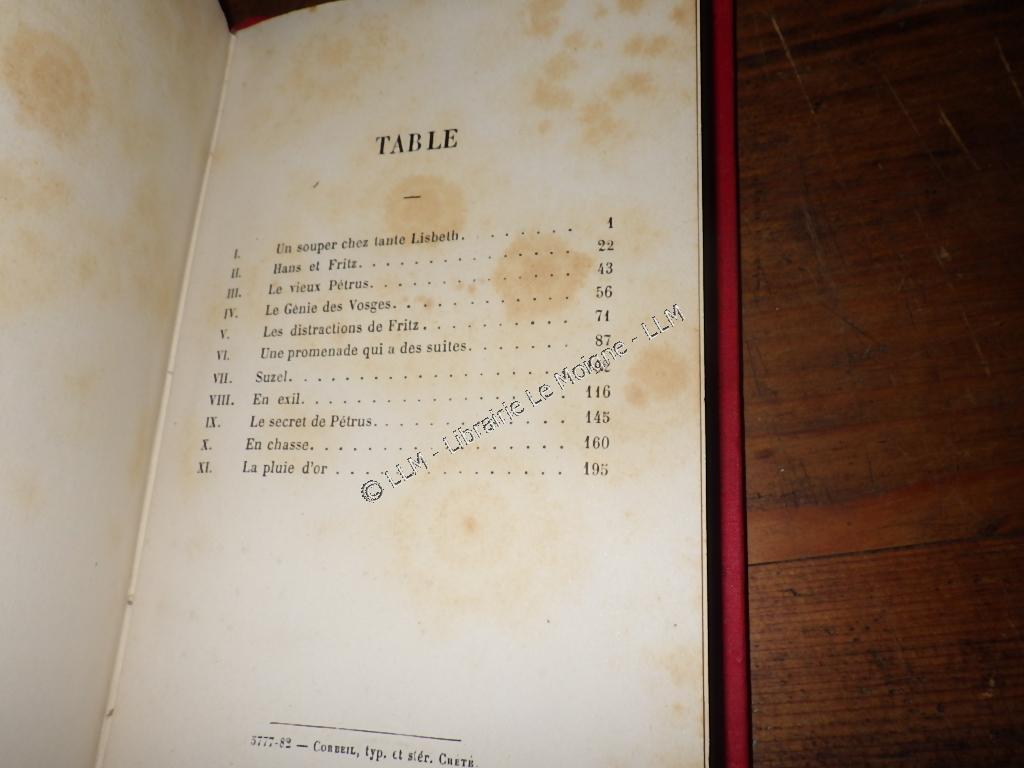 TABLE
I. Un souper chez tante Lisbeth. . . . . . . . 1
II. Hans et Fritz. . . . . . . . . . . . . 22
III. Le vieux Pétrus. . . . . . . . . . . . 43
IV. Le Génie des Vosges. . . . . . . . . . . 56
V. Les distractions de Fritz. . . . . . . . . 71
VI. Une promenade qui a des suites. . . . . . . 87
VII. Suzel. . . . . . . . . . . . . . .
VIII. En exil. . . . . . . . . . . . . . 116
IX. Le secret de Pétrus. . . . . . . . . . . 145
X. En chasse. . . . . . . . . . . . . . 160
XI. La pluie d'or . . . . . . . . . . . . 195
© LLM - Librairie Le Moigne - LLM
5777-82 — CORBEIL, typ. et stér. CRÉTÉ.